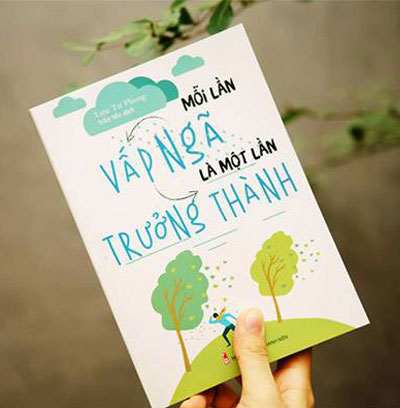 Liêu Trí Phong
MỖI LẦN
VẤP NGÃ
LÀ MỘT LẦN
TRƯỞNG THÀNH